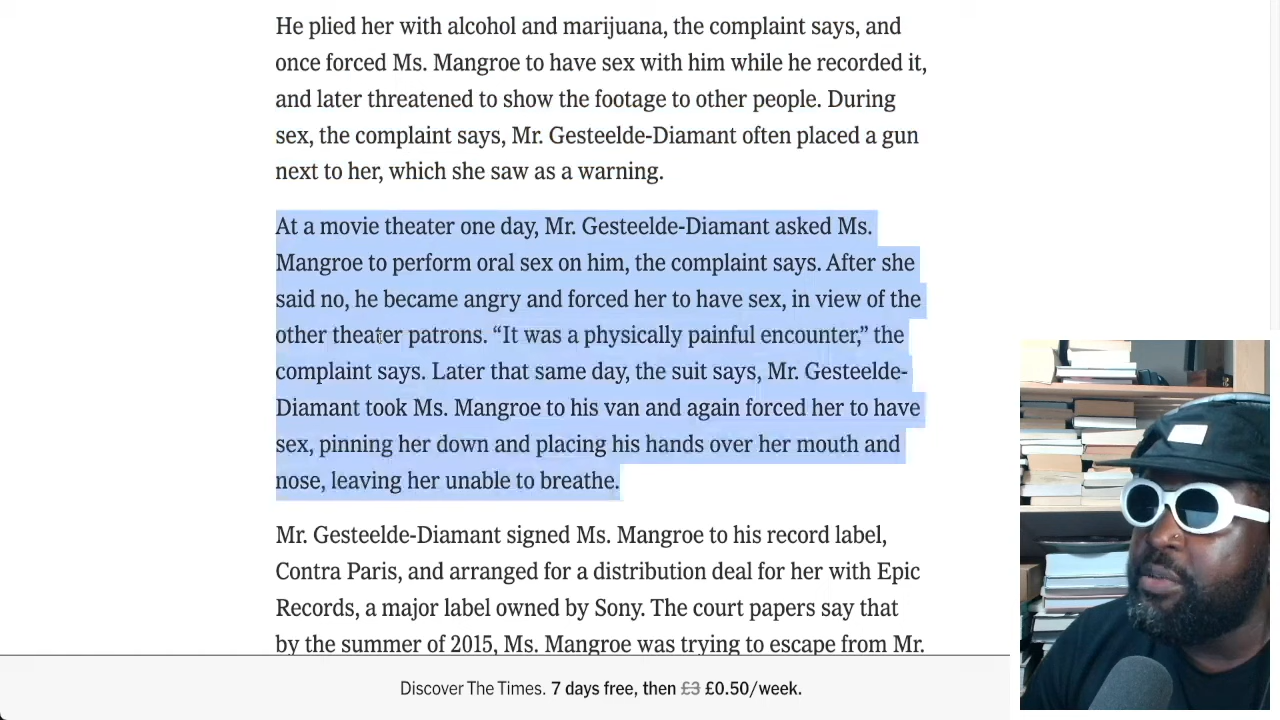 He plied her with alcohol and marijuana, the complaint says, and
once forced Ms. Mangroe to have sex with him while he recorded it,
and later threatened to show the footage to other people. During
sex, the complaint says, Mr. Gesteelde-Diamant often placed a gun
next to her, which she saw as a warning.
At a movie theater one day, Mr. Gesteelde-Diamant asked Ms.
Mangroe to perform oral sex on him, the complaint says. After she
said no, he became angry and forced her to have sex, in view of the
other theater patrons. “It was a physically painful encounter,” the
complaint says. Later that same day, the suit says, Mr. Gesteelde-
Diamant took Ms. Mangroe to his van and again forced her to have
sex, pinning her down and placing his hands over her mouth and
nose, leaving her unable to breathe.
Mr. Gesteelde-Diamant signed Ms. Mangroe to his record label,
Contra Paris, and arranged for a distribution deal for her with Epic
Records, a major label owned by Sony. The court papers say that
by the summer of 2015, Ms. Mangroe was trying to escape from Mr.
Discover The Times. 7 days free, then £3 £0.50/week.